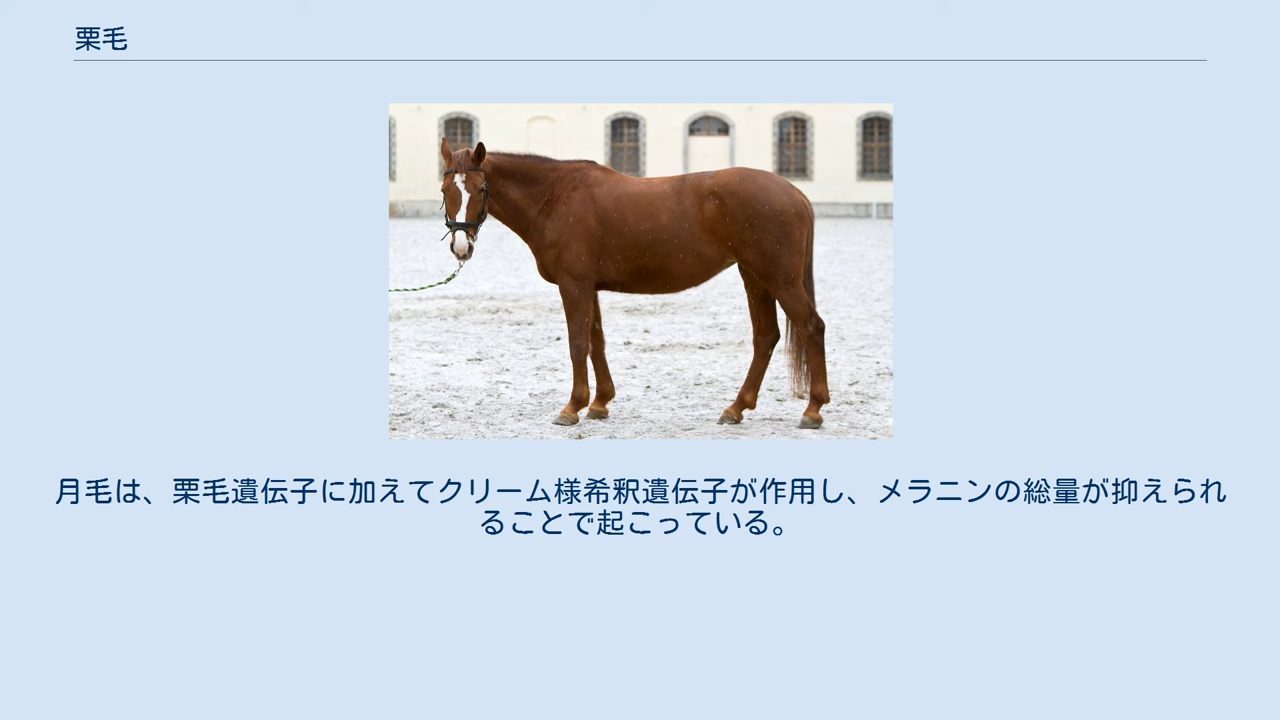 栗毛
月毛は、栗毛遺伝子に加えてクリーム様希釈遺伝子が作用し、メラニンの総量が抑えられ
ることで起こっている。